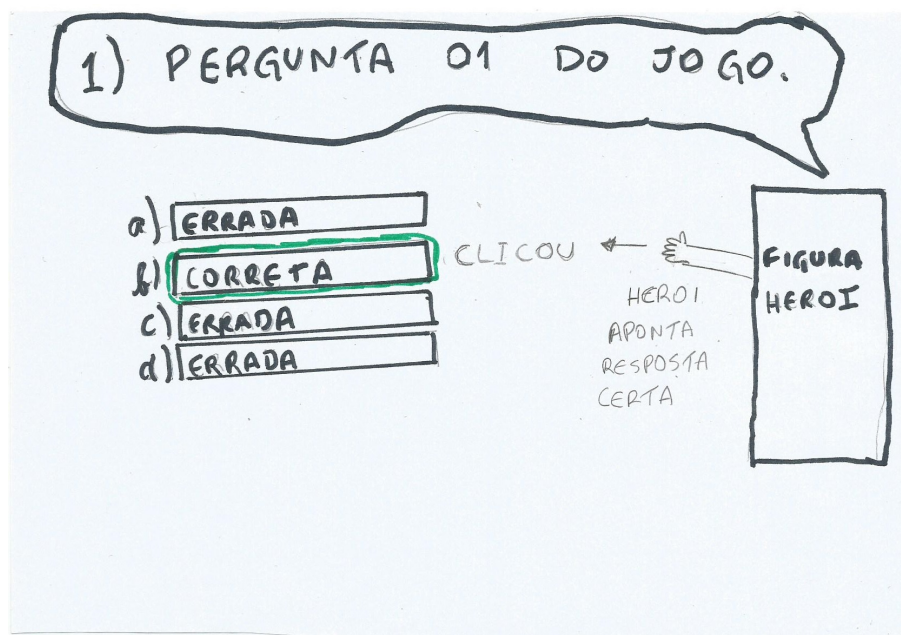 1) PERGUNTA 01 DO JOGO.
a) ERRADA
b) CORRETA
CLICOU
c) ERRADA
d) ERRADA
HEROI
APONTA
RESPOSTA
CERTA
FIGURA
HEROI